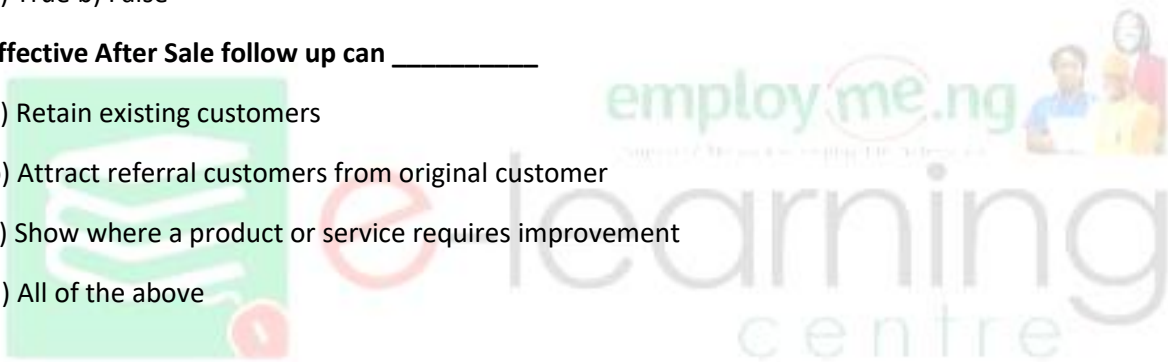 ) True b) False
ffective After Sale follow up can __________
) Retain existing customers
) Attract referral customers from original customer
) Show where a product or service requires improvement
) All of the above
employ me.ng
e-learning
centre